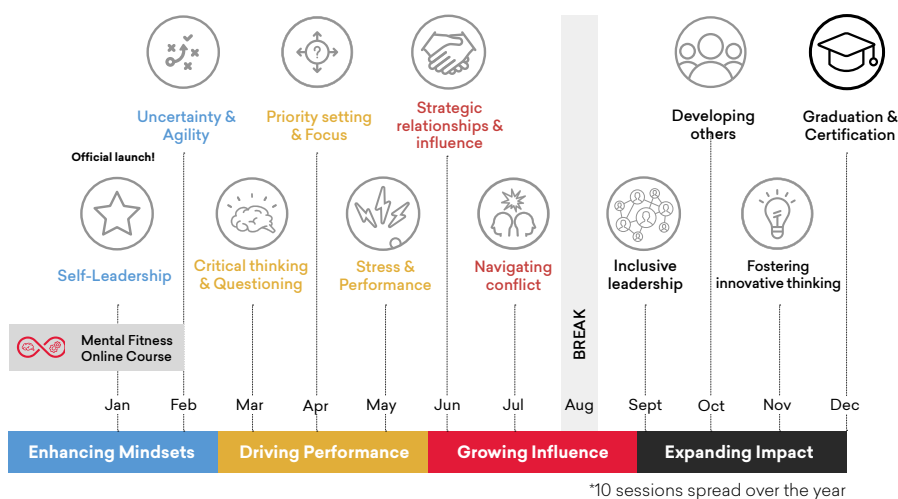 Uncertainty &
Agility
Priority setting
& Focus
Strategic
relationships &
influence
Developing
others
Graduation &
Certification
Official launch!
?
Self-Leadership
Critical thinking
& Questioning
Stress &
Performance
Navigating
conflict
Inclusive
leadership
Fostering
innovative thinking
Mental Fitness
Online Course
BREAK
Jan Feb Mar Apr May Jun Jul Aug Sept Oct Nov Dec
Enhancing Mindsets Driving Performance Growing Influence Expanding Impact
*10 sessions spread over the year